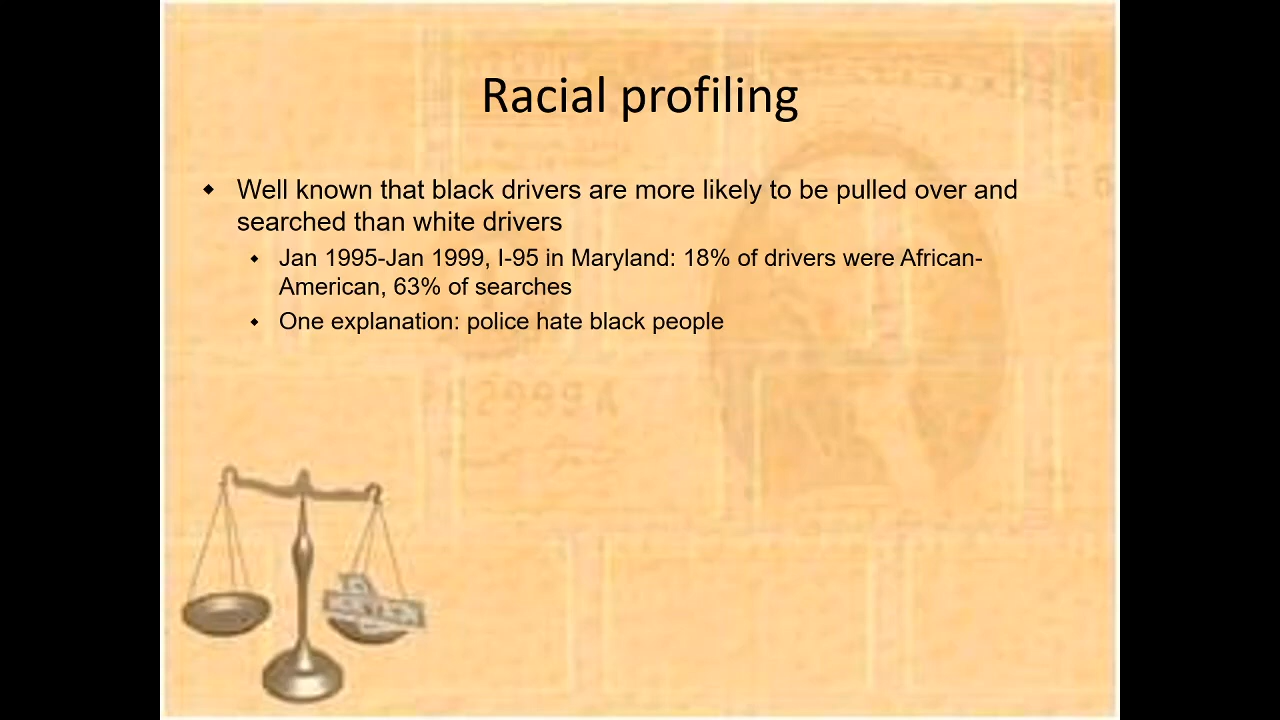 Racial profiling
Well known that black drivers are more likely to be pulled over and
searched than white drivers
Jan 1995-Jan 1999, I-95 in Maryland: 18% of drivers were African-
American, 63% of searches
One explanation: police hate black people